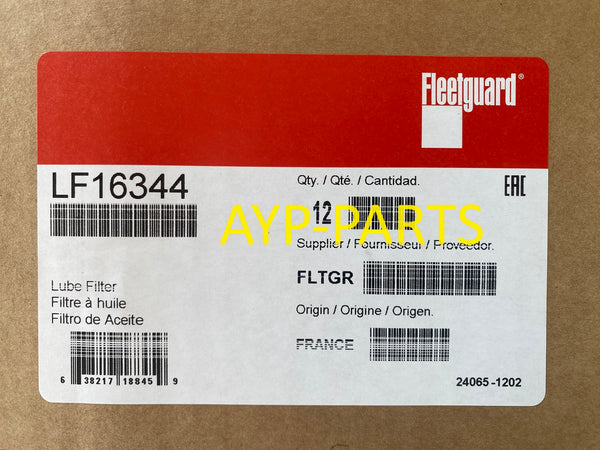 Fleetguard®
LF16344
Qty. / Qté. / Cantidad.
EAC
12
AYP-PARTS
Supplier / Fournisseur / Proveedor.
FLTGR
Lube Filter
Filtre à huile
Filtro de Aceite
Origin / Origine / Origen.
FRANCE
6 38217 18845 9
24065-1202